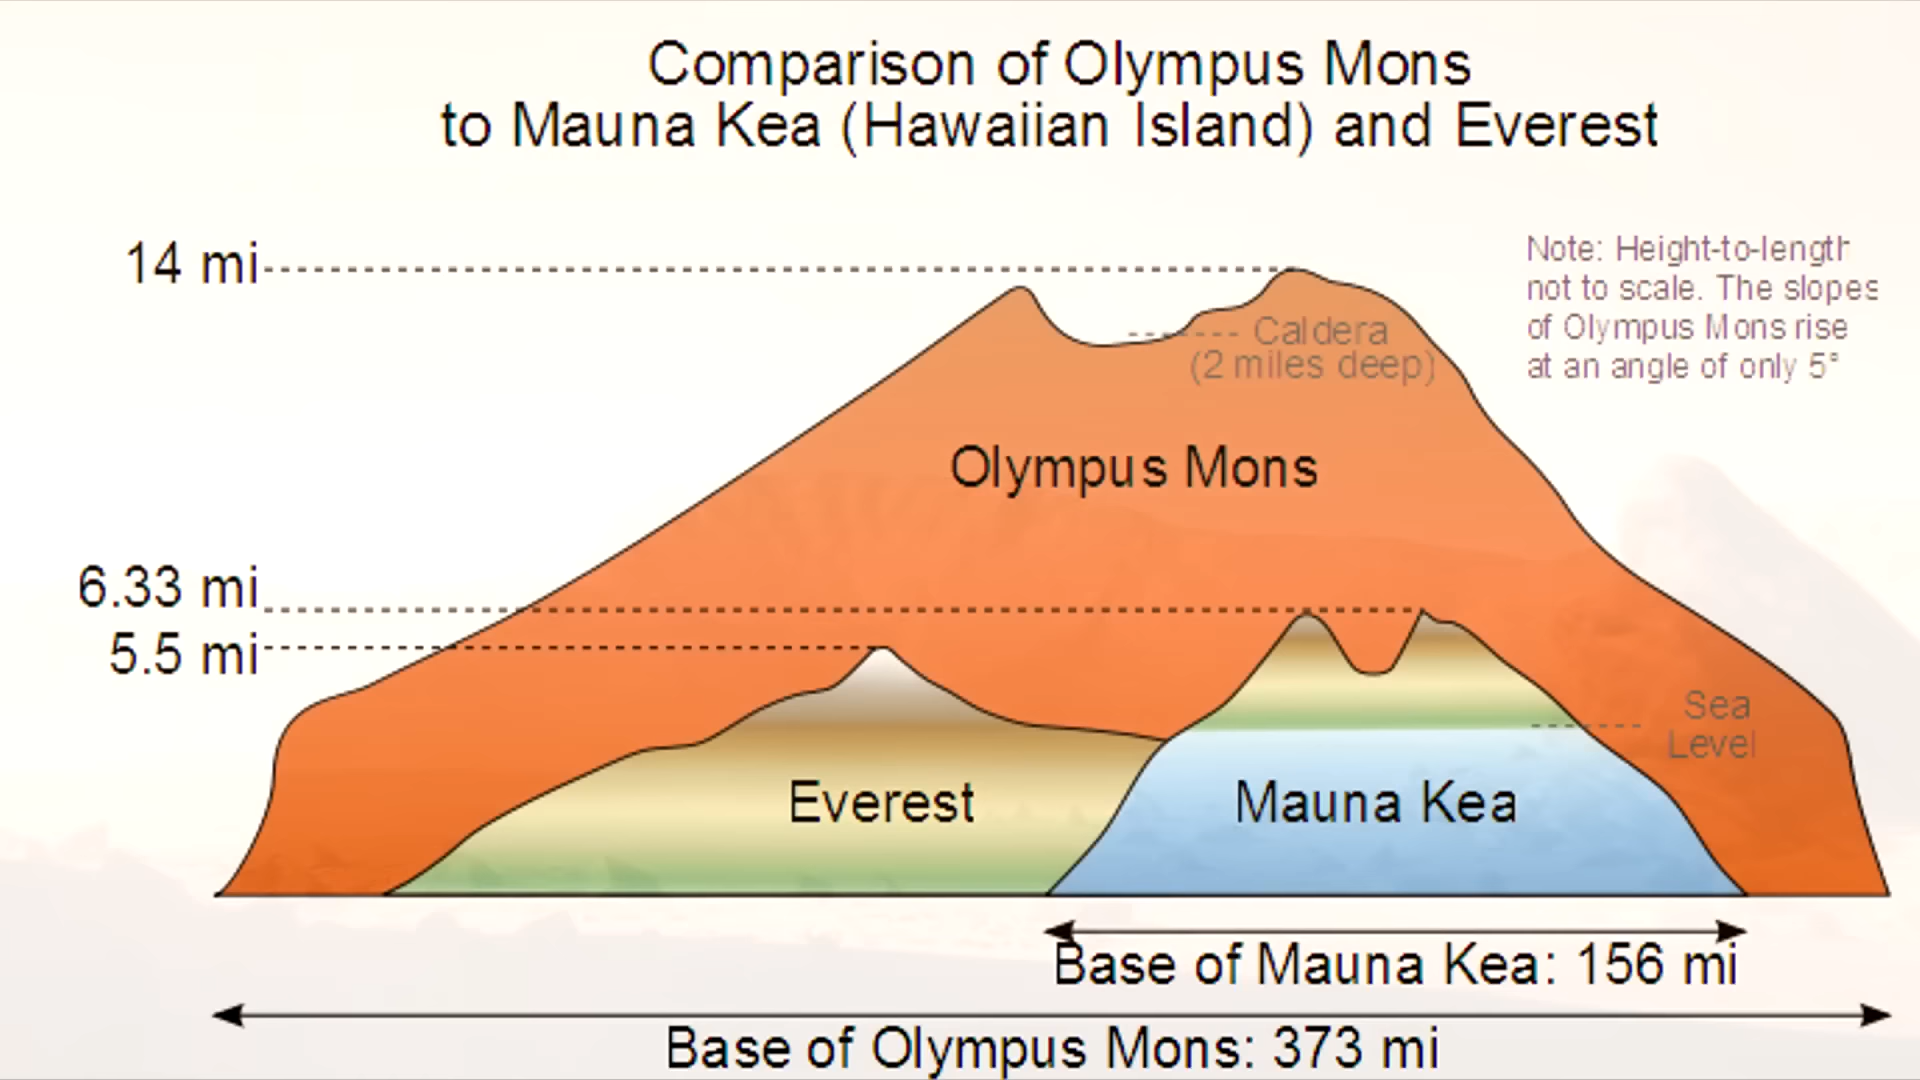 Comparison of Olympus Mons
to Mauna Kea (Hawaiian Island) and Everest
14 mi
Note: Height-to-length
not to scale. The slopes
of Olympus Mons rise
at an angle of only 5°
Caldera
(2 miles deep)
Olympus Mons
6.33 mi
5.5 mi
Sea
Level
Everest
Mauna Kea
Base of Mauna Kea: 156 mi
Base of Olympus Mons: 373 mi